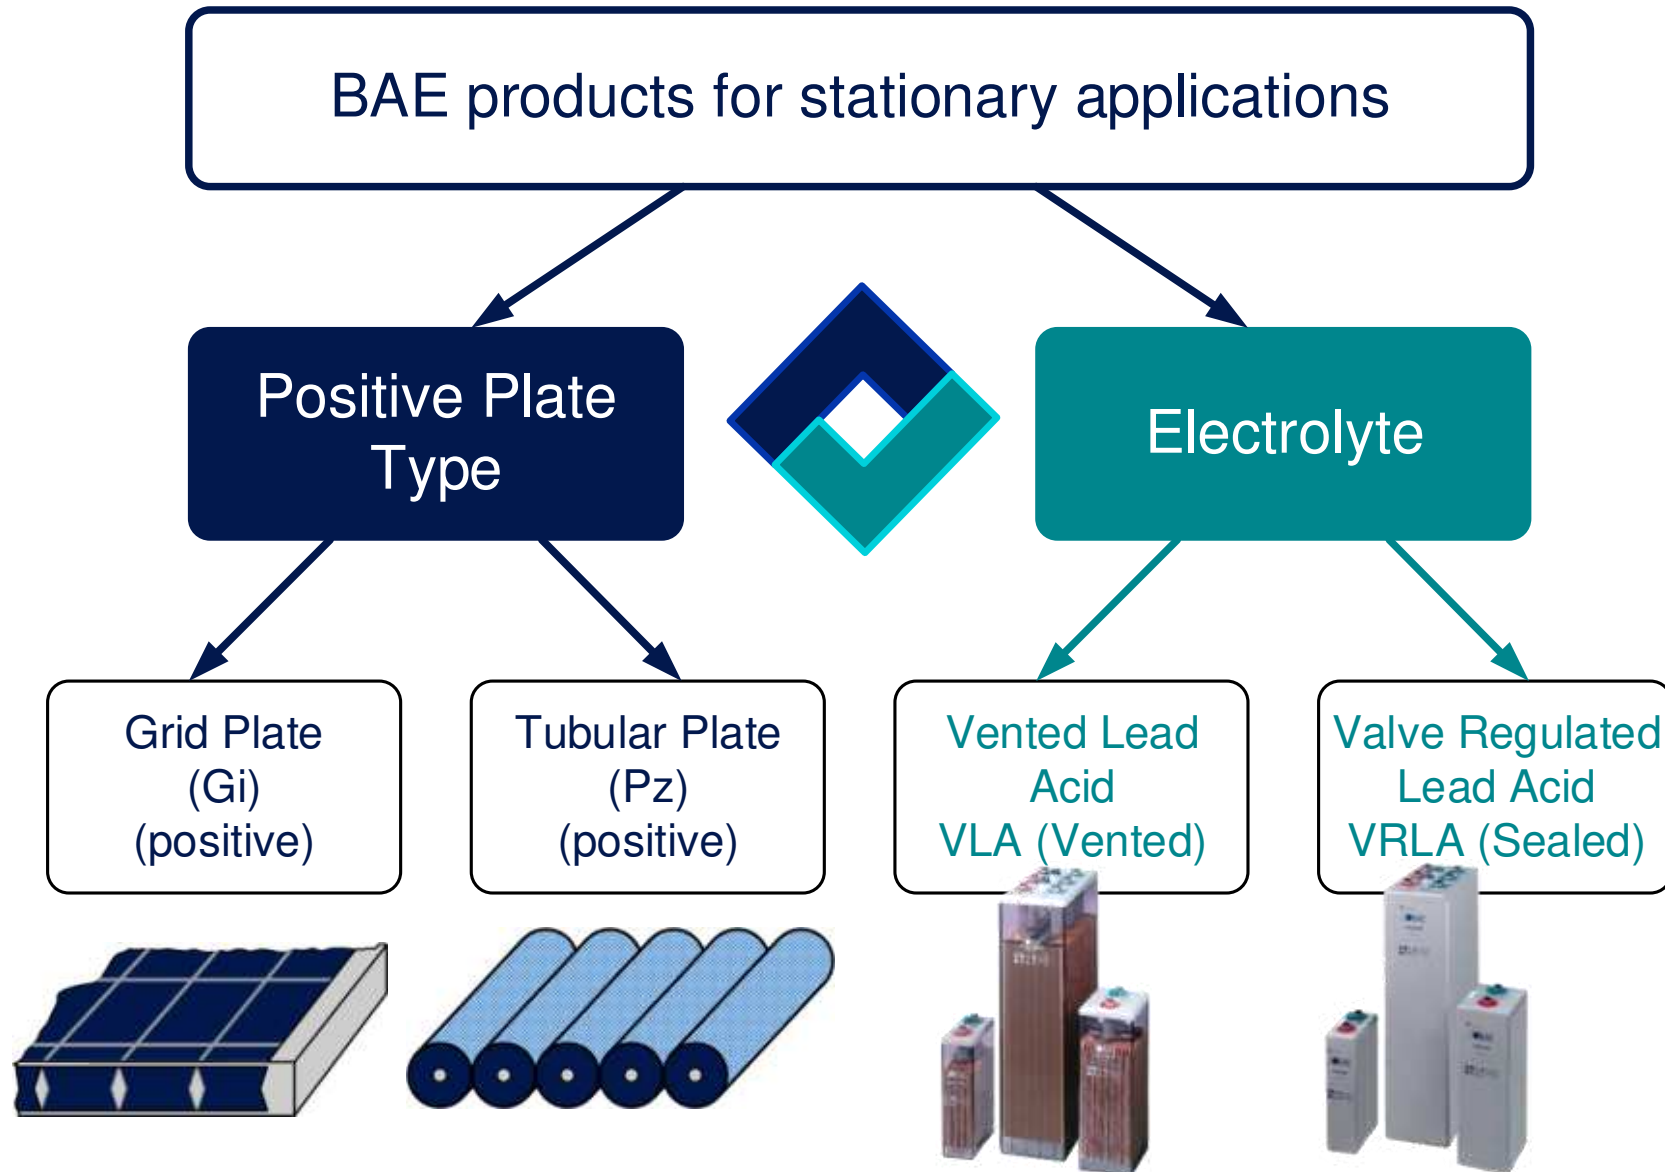 BAE products for stationary applications
Positive Plate
Type
Electrolyte
Grid Plate
(Gi)
(positive)
Tubular Plate
(Pz)
(positive)
Vented Lead
Acid
VLA (Vented)
Valve Regulated
Lead Acid
VRLA (Sealed)